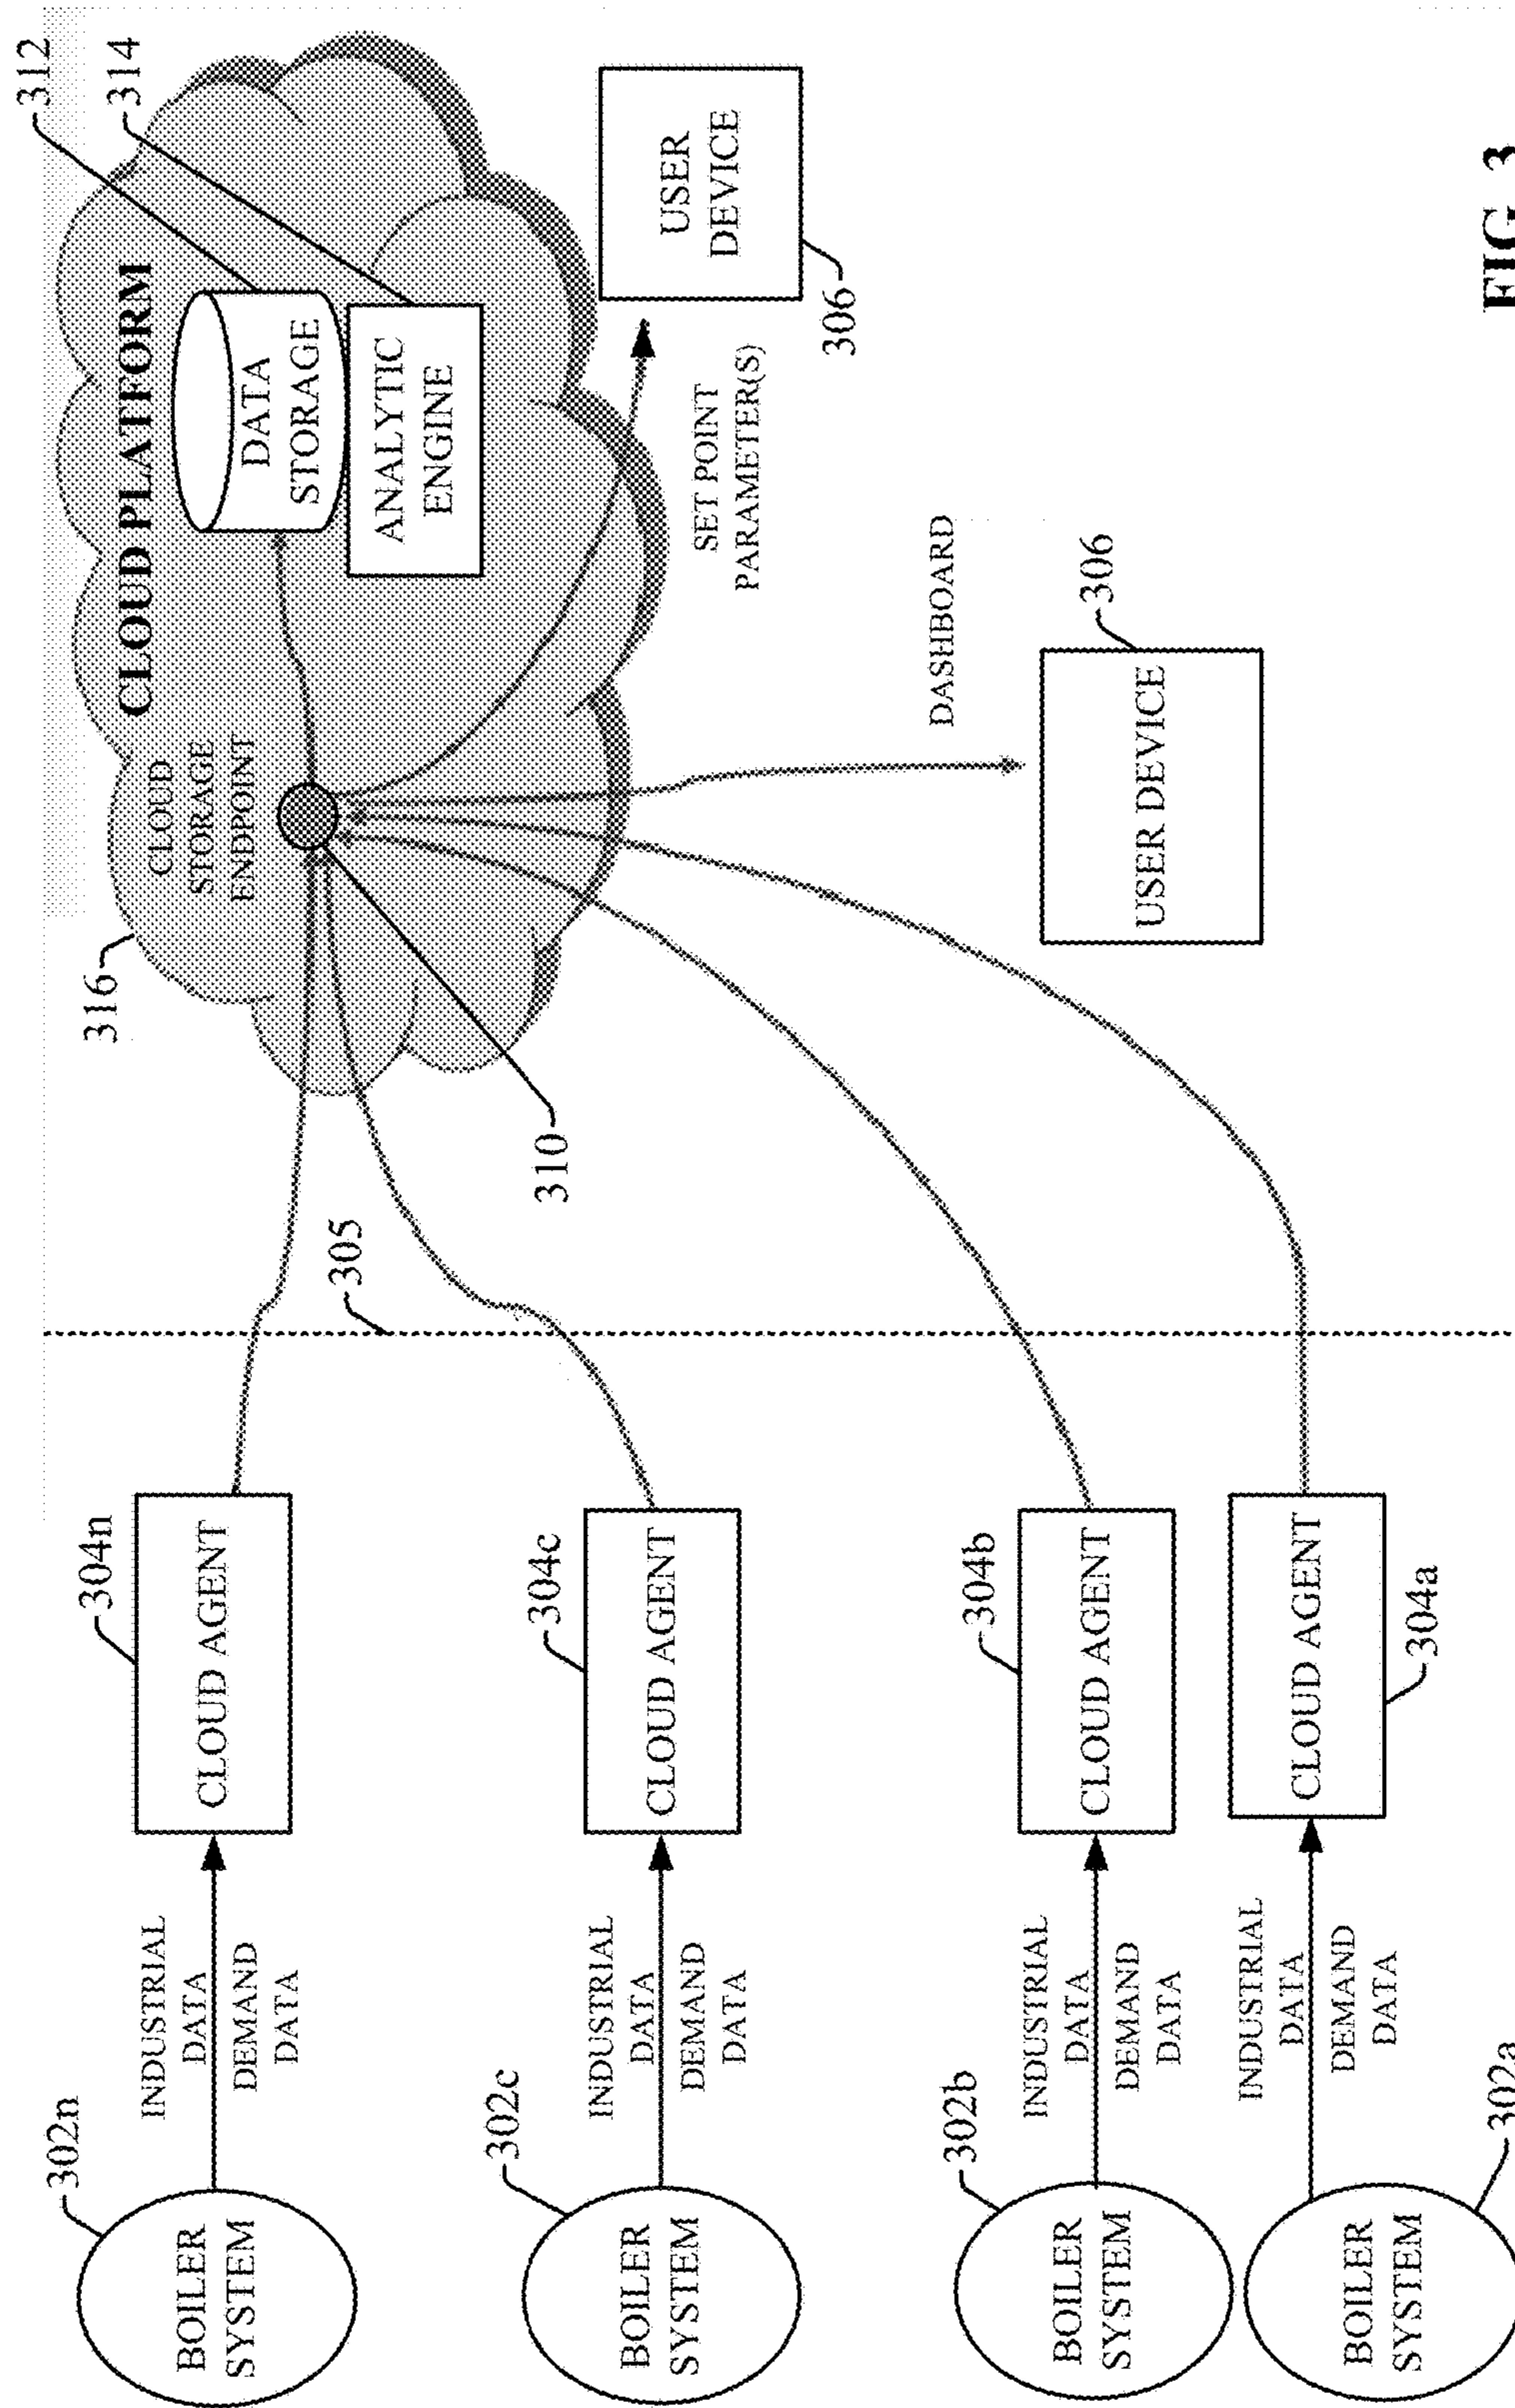 312
314
CLOUD PLATFORM
DATA
STORAGE
ANALYTIC
ENGINE
CLOUD
STORAGE
ENDPOINT
316
310
305
USER
DEVICE
306
SET POINT
PARAMETER(S)
DASHBOARD
USER DEVICE
306
304n
CLOUD AGENT
INDUSTRIAL
DATA
DEMAND
DATA
302n
BOILER
SYSTEM
304c
CLOUD AGENT
INDUSTRIAL
DATA
DEMAND
DATA
302c
BOILER
SYSTEM
304b
CLOUD AGENT
INDUSTRIAL
DATA
DEMAND
DATA
302b
BOILER
SYSTEM
304a
CLOUD AGENT
INDUSTRIAL
DATA
DEMAND
DATA
302a
BOILER
SYSTEM
FIG. 3